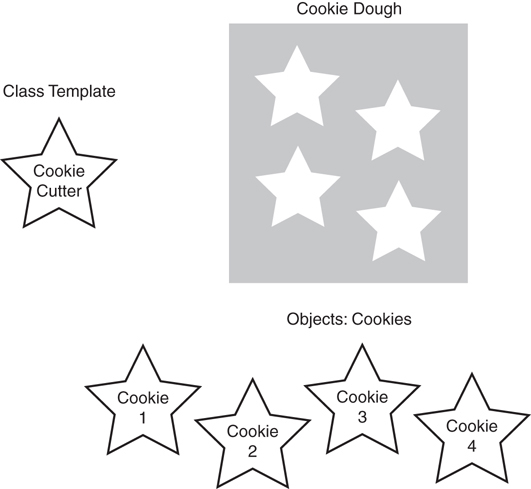 Cookie Dough
Class Template
Cookie
Cutter
Objects: Cookies
Cookie
1
Cookie
2
Cookie
3
Cookie
4